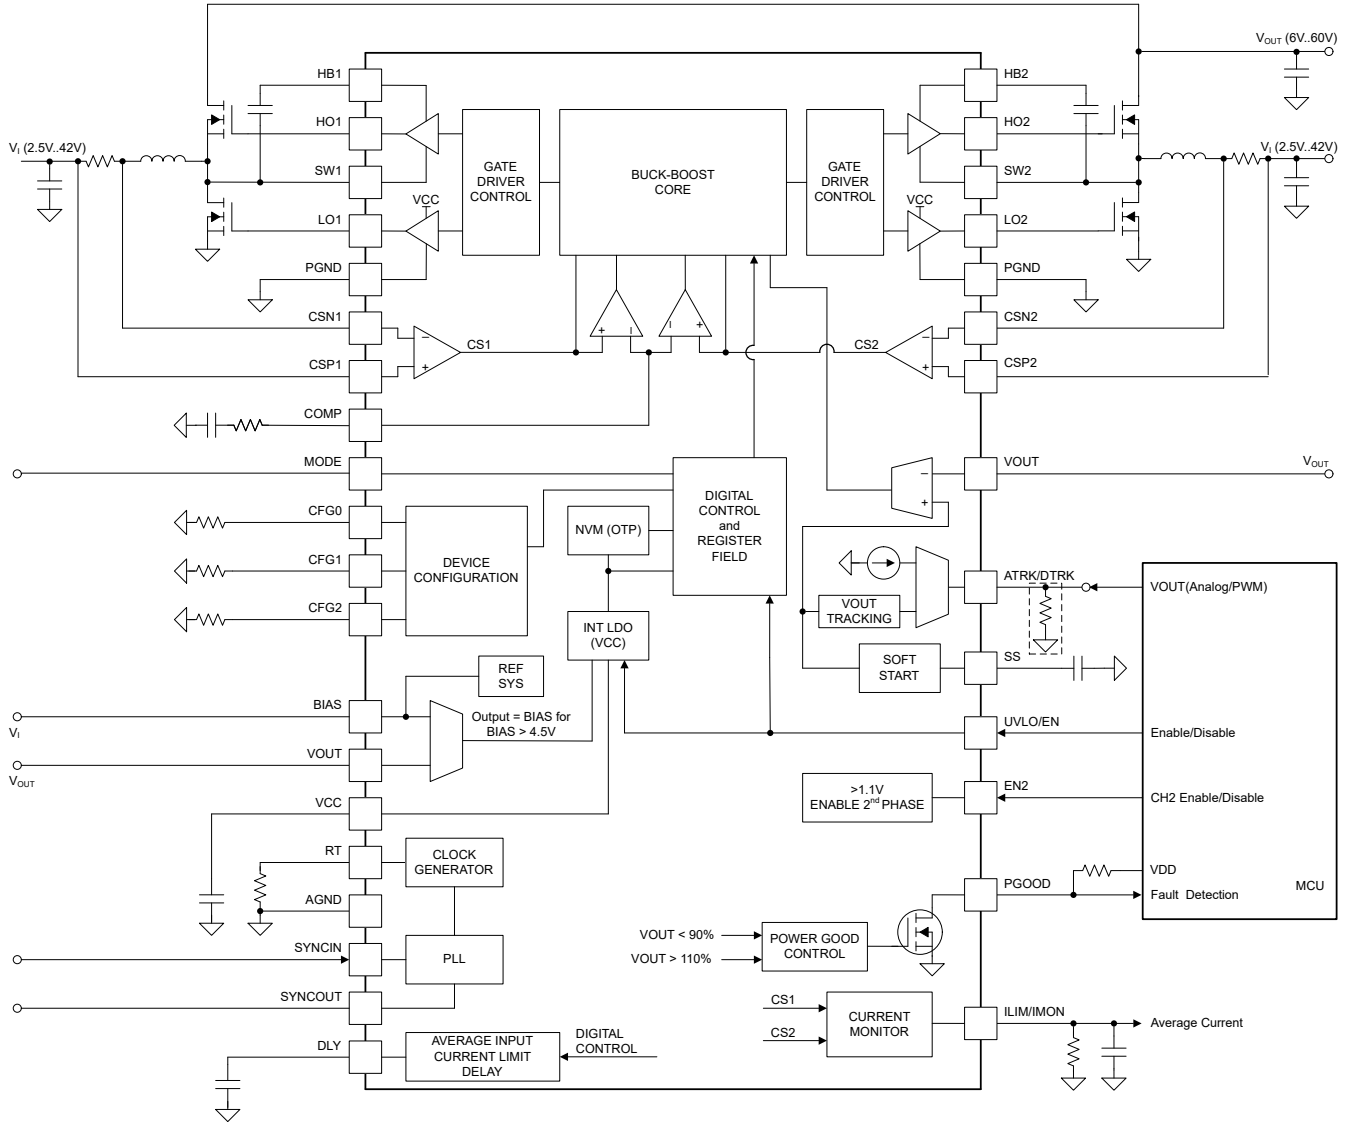 V_OUT (6V..60V)
HB1
HB2
HO1
HO2
V_I (2.5V..42V)
V_I (2.5V..42V)
GATE
DRIVER
CONTROL
BUCK-BOOST
CORE
GATE
DRIVER
CONTROL
SW1
SW2
VCC
VCC
LO1
LO2
PGND
PGND
CSN1
CSN2
+
–
–
+
–
+
CS1
CS2
–
+
CSP1
CSP2
COMP
MODE
VOUT
V_OUT
–
+
DIGITAL
CONTROL
and
REGISTER
FIELD
CFG0
NVM (OTP)
CFG1
DEVICE
CONFIGURATION
CFG2
ATRK/DTRK
VOUT(Analog/PWM)
VOUT
TRACKING
INT LDO
(VCC)
SOFT
START
SS
REF
SYS
BIAS
V_I
Output = BIAS for
BIAS > 4.5V
UVLO/EN
Enable/Disable
VOUT
V_OUT
EN2
>1.1V
ENABLE 2nd PHASE
CH2 Enable/Disable
VCC
RT
CLOCK
GENERATOR
VDD
PGOOD
Fault Detection
MCU
AGND
VOUT < 90%
VOUT > 110%
POWER GOOD
CONTROL
SYNCIN
PLL
SYNCOUT
CS1
CS2
CURRENT
MONITOR
ILIM/IMON
Average Current
DLY
AVERAGE INPUT
CURRENT LIMIT
DELAY
DIGITAL
CONTROL